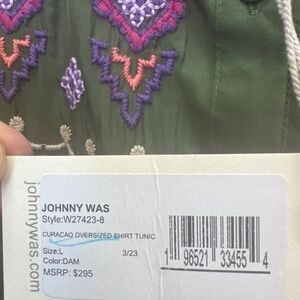 JOHNNY WAS
Style:W27423-8
CURACAO OVERSIZED SHIRT TUNIC
Size:L 3/23
Color:DAM
MSRP: $295
1 96521 33455 4
johnnywas.com